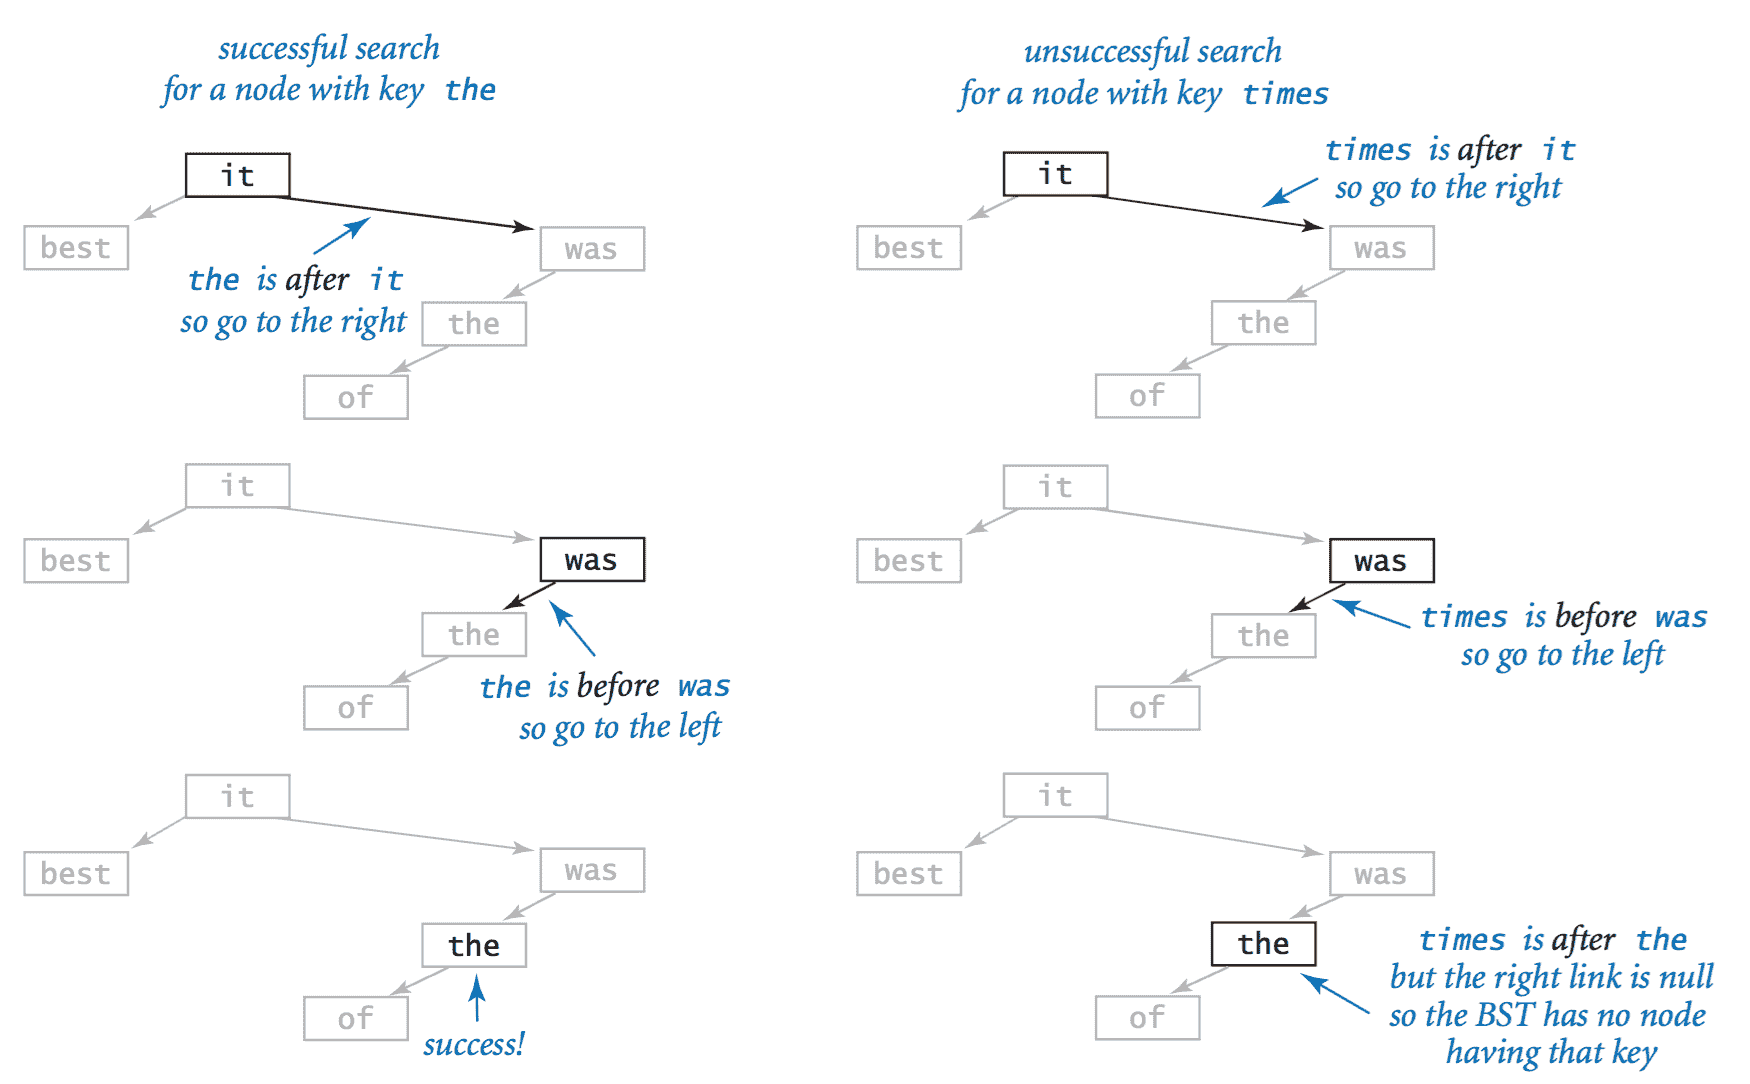 successful search
for a node with key the
it
best
was
the is after it
so go to the right
the
of
it
best
was
the
the is before was
so go to the left
of
it
best
was
the
of
success!
unsuccessful search
for a node with key times
times is after it
so go to the right
it
best
was
the
of
it
best
was
times is before was
so go to the left
the
of
it
best
was
the
times is after the
but the right link is null
so the BST has no node
having that key
of